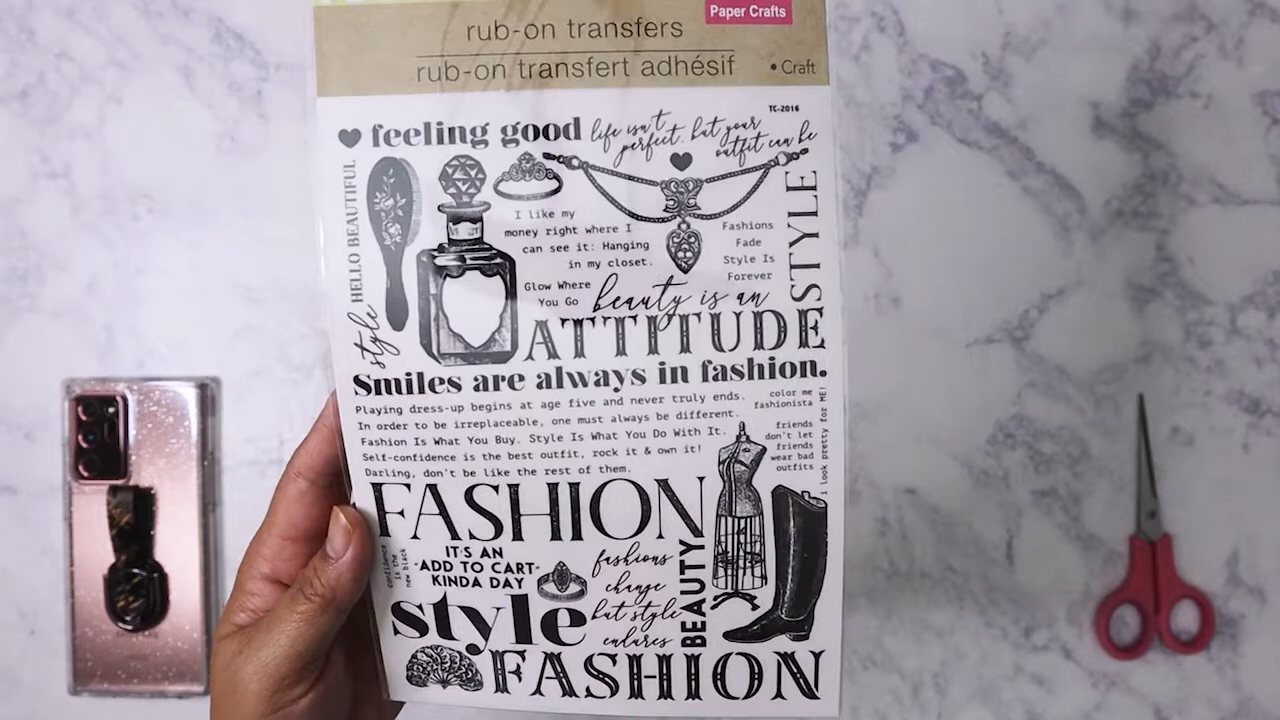 Paper Crafts
rub-on transfers
rub-on transfert adhésif
• Craft
TC-2016
feeling good
life isn't
perfect. but your
outfit can be
HELLO BEAUTIFUL
style
I like my
money right where I
can see it: Hanging
in my closet.
Fashions
Fade
Style Is
Forever
STYLE
Glow Where
You Go
beauty is an
ATTITUDE
Smiles are always in fashion.
Playing dress-up begins at age five and never truly ends.
In order to be irreplaceable, one must always be different.
Fashion Is What You Buy. Style Is What You Do With It.
Self-confidence is the best outfit, rock it & own it!
Darling, don't be like the rest of them.
color me
fashionista
friends
don't let
friends
wear bad
outfits
i look pretty for ME!
FASHION
confidence
is the
new black
IT'S AN
-ADD TO CART-
KINDA DAY
fashions
change
but style
endures
BEAUTY
style
FASHION